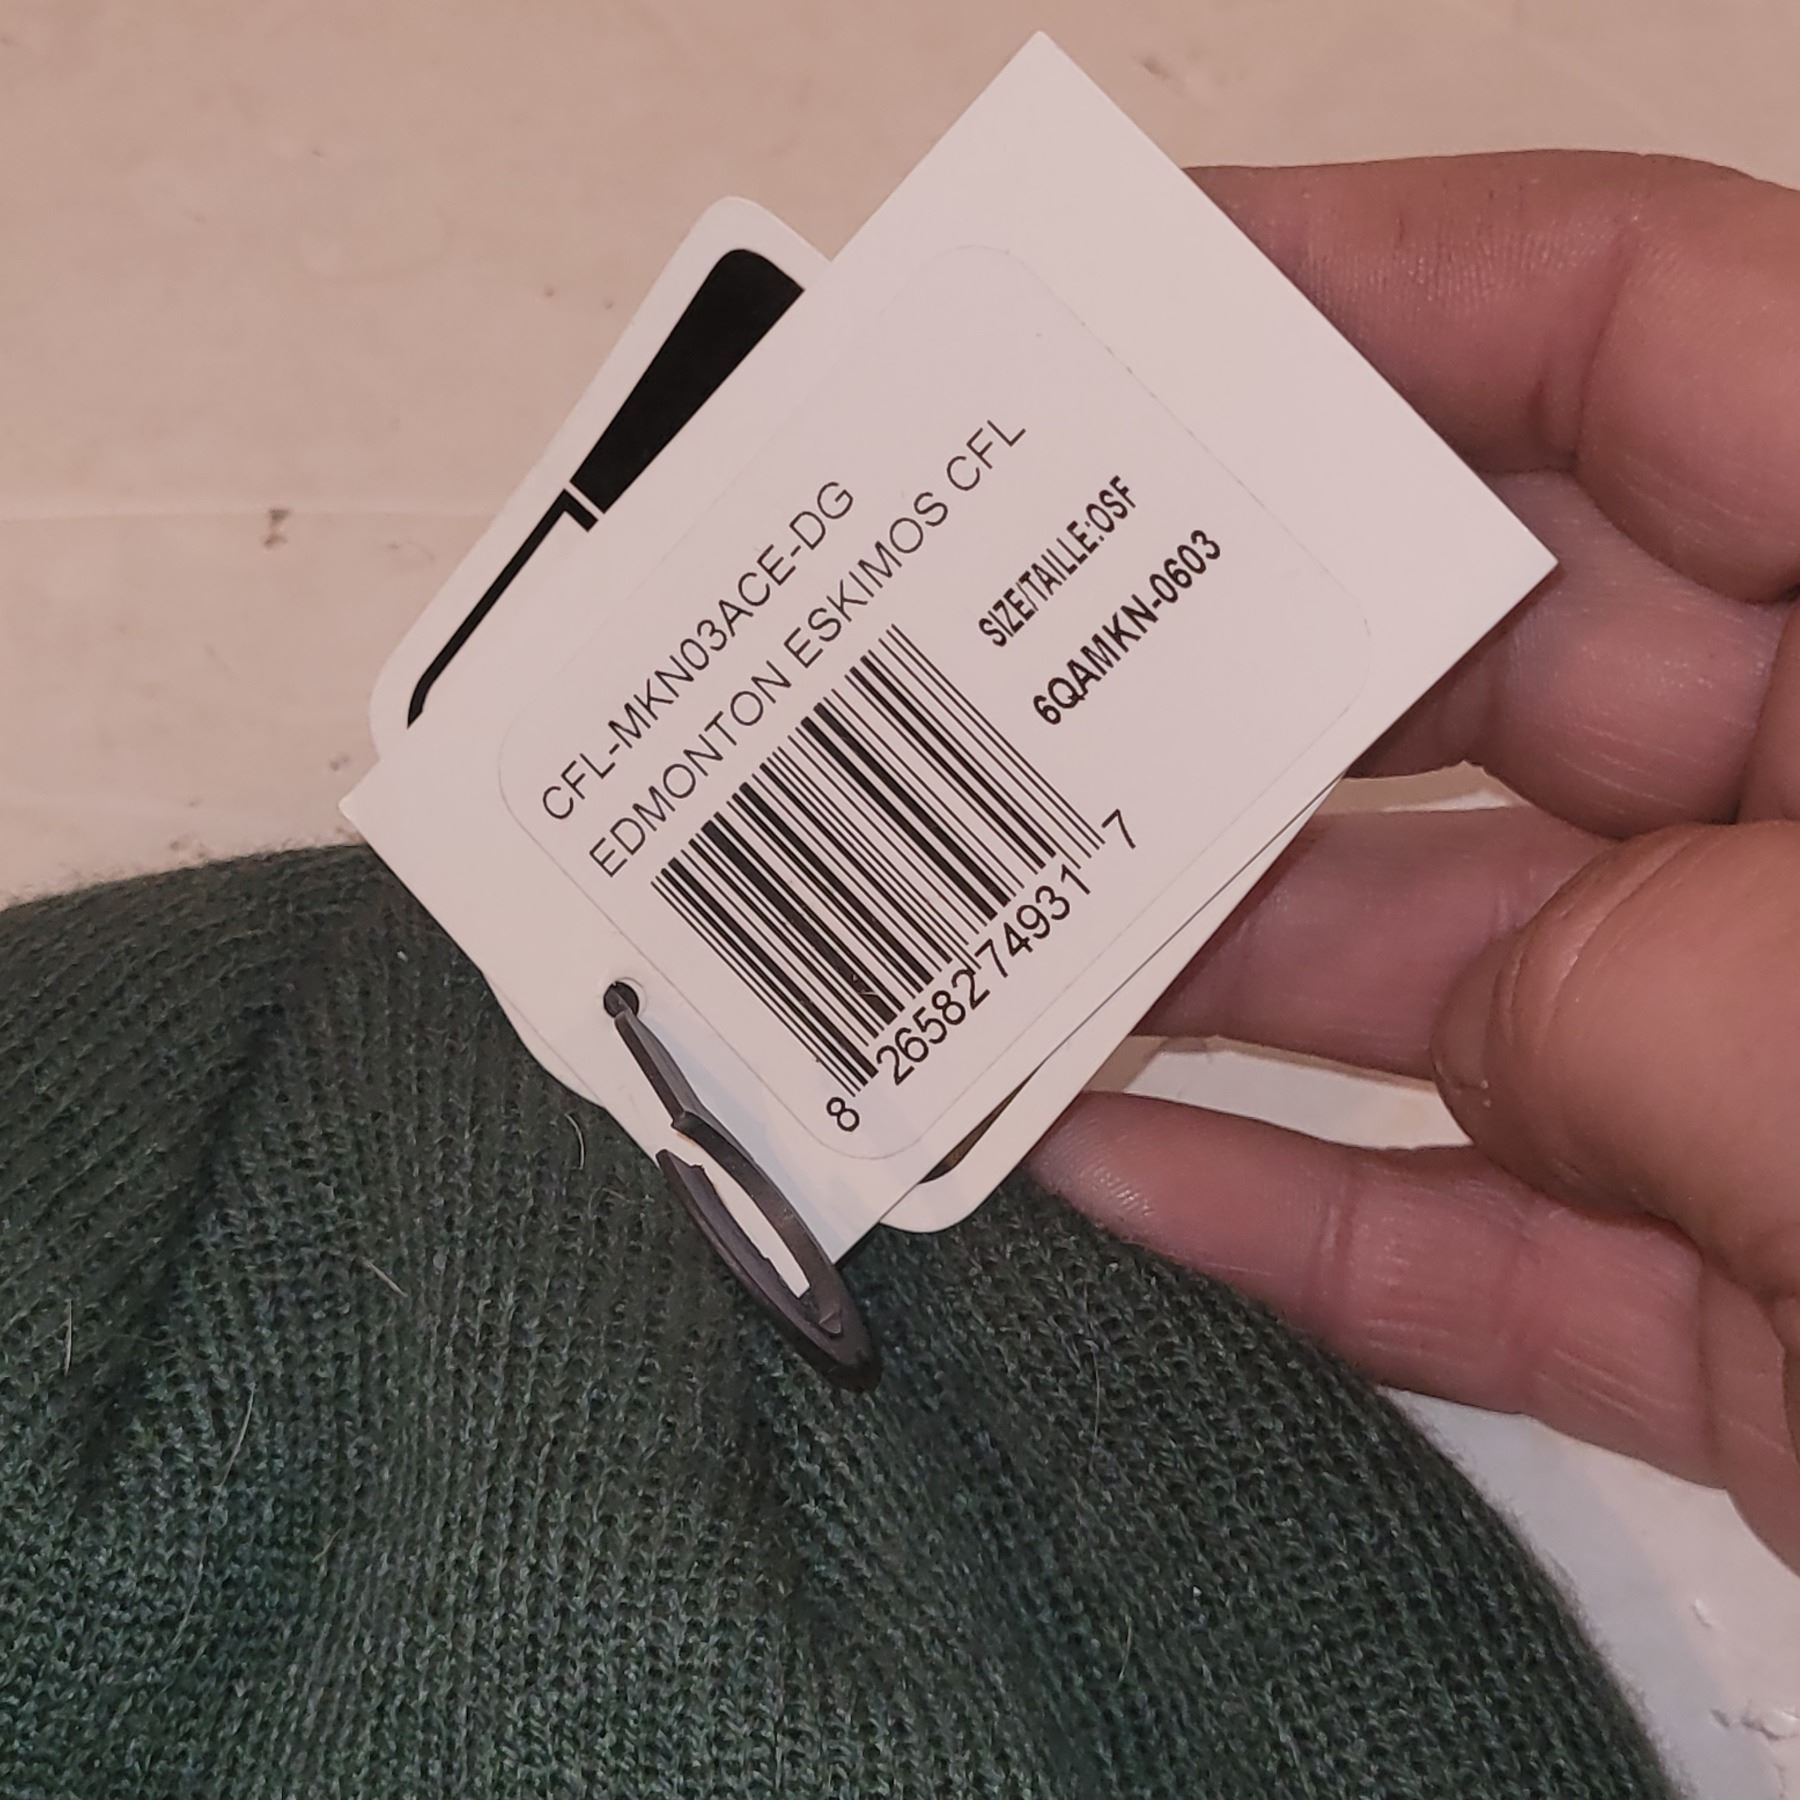 CFL-MKN03ACE-DG
EDMONTON ESKIMOS CFL
SIZE/TAILLE:OSF
6QAMKN-0603
8 26582 74931 7